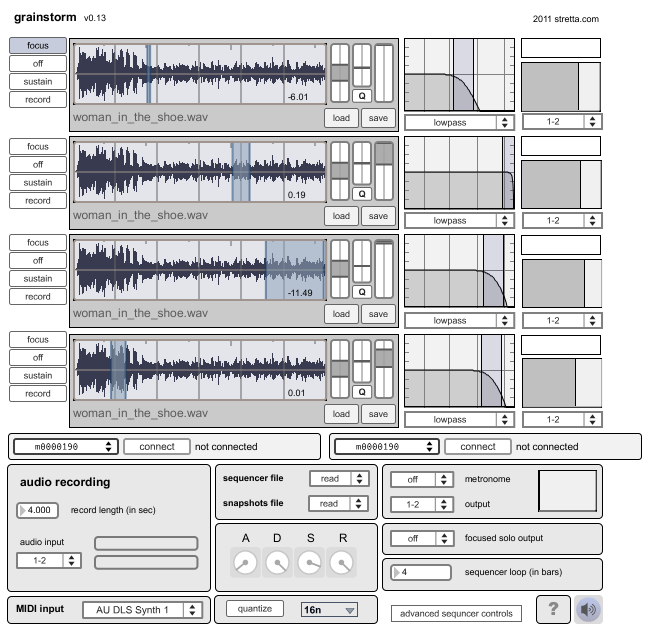 grainstorm v0.13
2011 stretta.com
focus
off
sustain
record
-6.01
Q
woman_in_the_shoe.wav
load
save
lowpass
1-2
focus
off
sustain
record
0.19
Q
woman_in_the_shoe.wav
load
save
lowpass
1-2
focus
off
sustain
record
-11.49
Q
woman_in_the_shoe.wav
load
save
lowpass
1-2
focus
off
sustain
record
0.01
Q
woman_in_the_shoe.wav
load
save
lowpass
1-2
m0000190 connect not connected
m0000190 connect not connected
audio recording
4.000 record length (in sec)
audio input
1-2
sequencer file read
snapshots file read
A D S R
off metronome
1-2 output
off focused solo output
4 sequencer loop (in bars)
MIDI input AU DLS Synth 1
quantize 16n
advanced sequncer controls
?